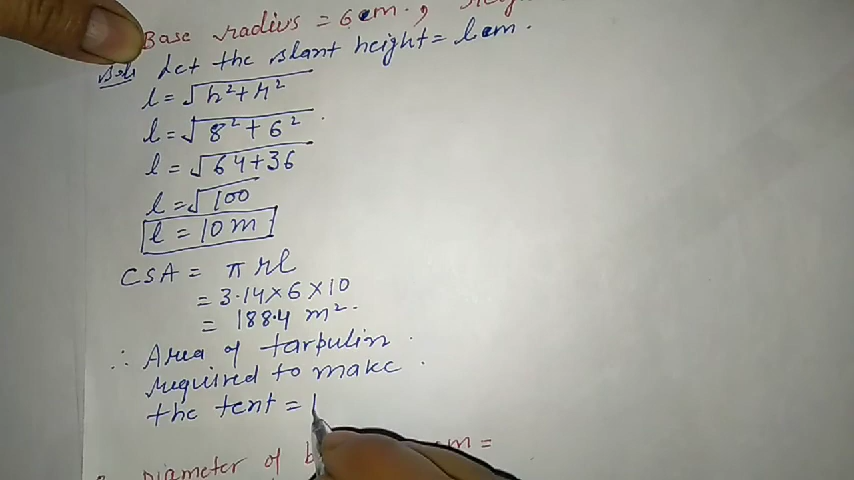 Base radius = 6 cm.,
Sol: Let the slant height = l cm.
l = √h²+r²
l = √8²+6²
l = √64+36
l = √100
l = 10 m
CSA = πrl
= 3.14×6×10
= 188.4 m².
∴ Area of tarpulin
required to make
the tent =
Diameter of
m =